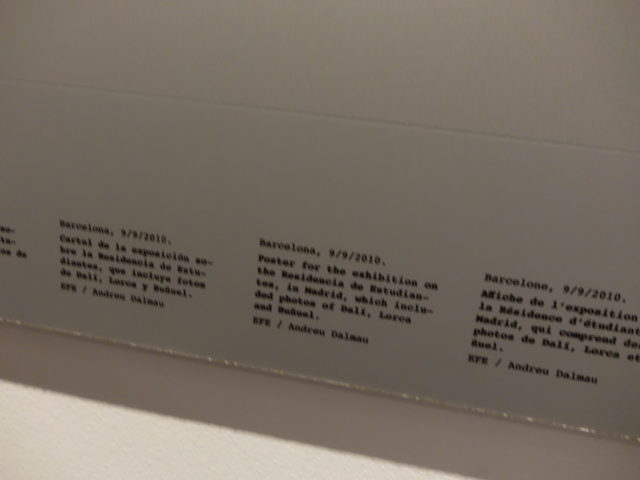 Barcelona, 9/9/2010.
Cartel de la exposición so-
bre la Residencia de Estu-
diantes, que incluye fotos
de Dalí, Lorca y Buñuel.
EFE / Andreu Dalmau
Barcelona, 9/9/2010.
Poster for the exhibition on
the Residencia de Estudian-
tes, in Madrid, which inclu-
ded photos of Dalí, Lorca
and Buñuel.
EFE / Andreu Dalmau
Barcelone, 9/9/2010.
Affiche de l'exposition
la Résidence d'étudian
Madrid, qui comprend de
photos de Dalí, Lorca et
ñuel.
EFE / Andreu Dalmau